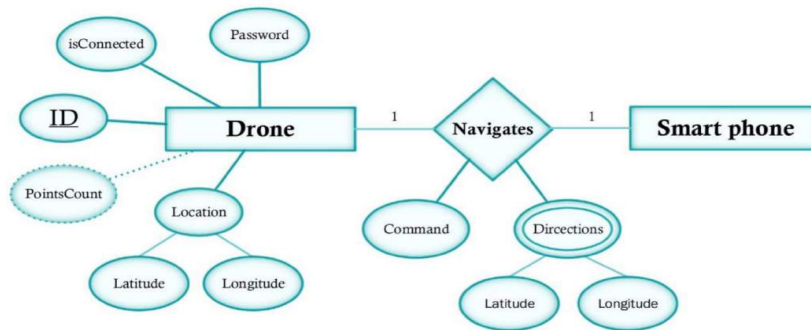 Password
isConnected
ID
Drone
1
Navigates
1
Smart phone
PointsCount
Location
Command
Dircections
Latitude
Longitude
Latitude
Longitude